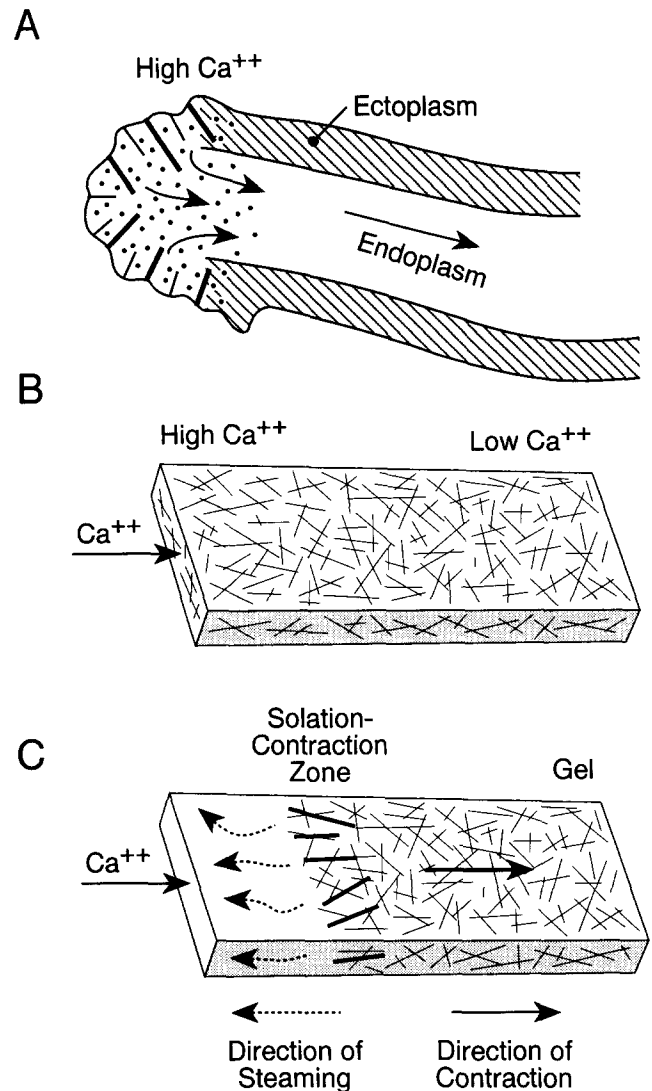 A
High Ca++
Ectoplasm
Endoplasm
B
High Ca++
Low Ca++
Ca++
C
Solation-
Contraction
Zone
Gel
Ca++
Direction of
Steaming
Direction of
Contraction